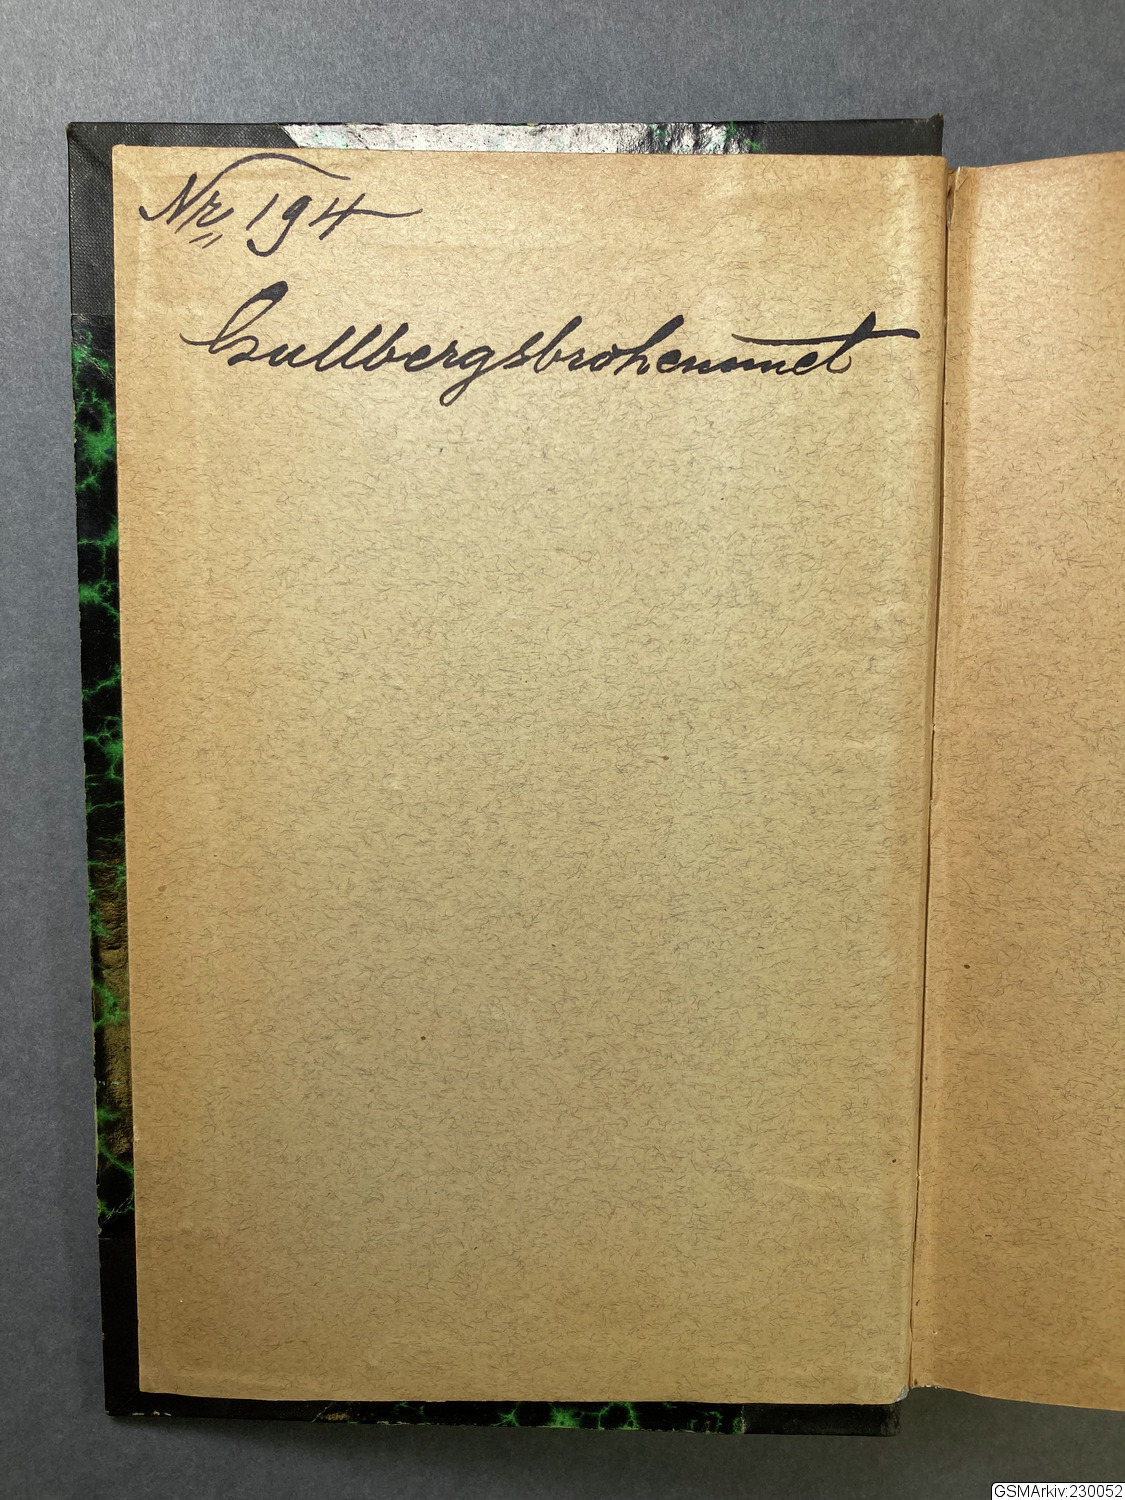 Nr 194
Gullbergsbrohemmet
GSMArkiv:230052